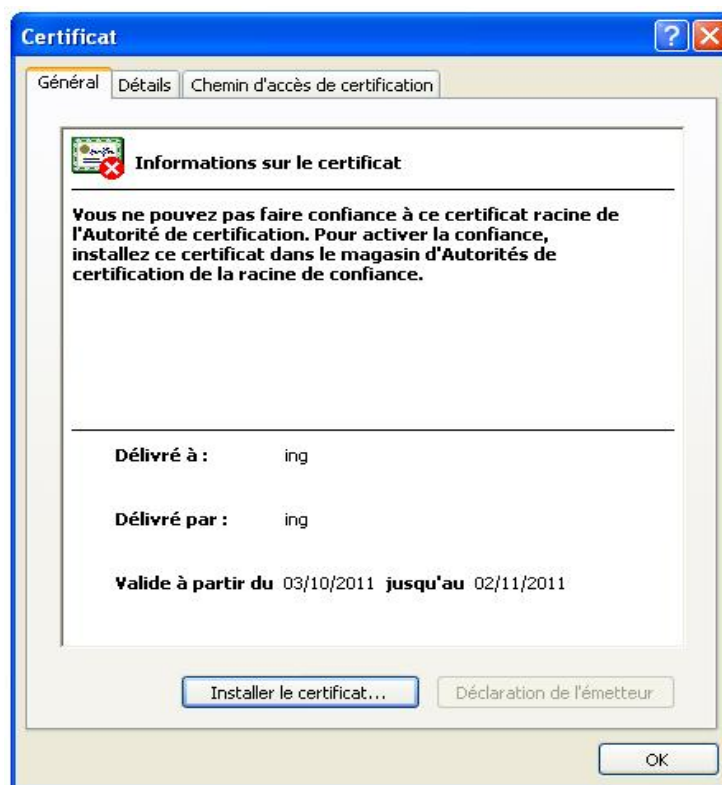 Certificat
Général Détails Chemin d'accès de certification
Informations sur le certificat
Vous ne pouvez pas faire confiance à ce certificat racine de
l'Autorité de certification. Pour activer la confiance,
installez ce certificat dans le magasin d'Autorités de
certification de la racine de confiance.
Délivré à : ing
Délivré par : ing
Valide à partir du 03/10/2011 jusqu'au 02/11/2011
Installer le certificat... Déclaration de l'émetteur
OK